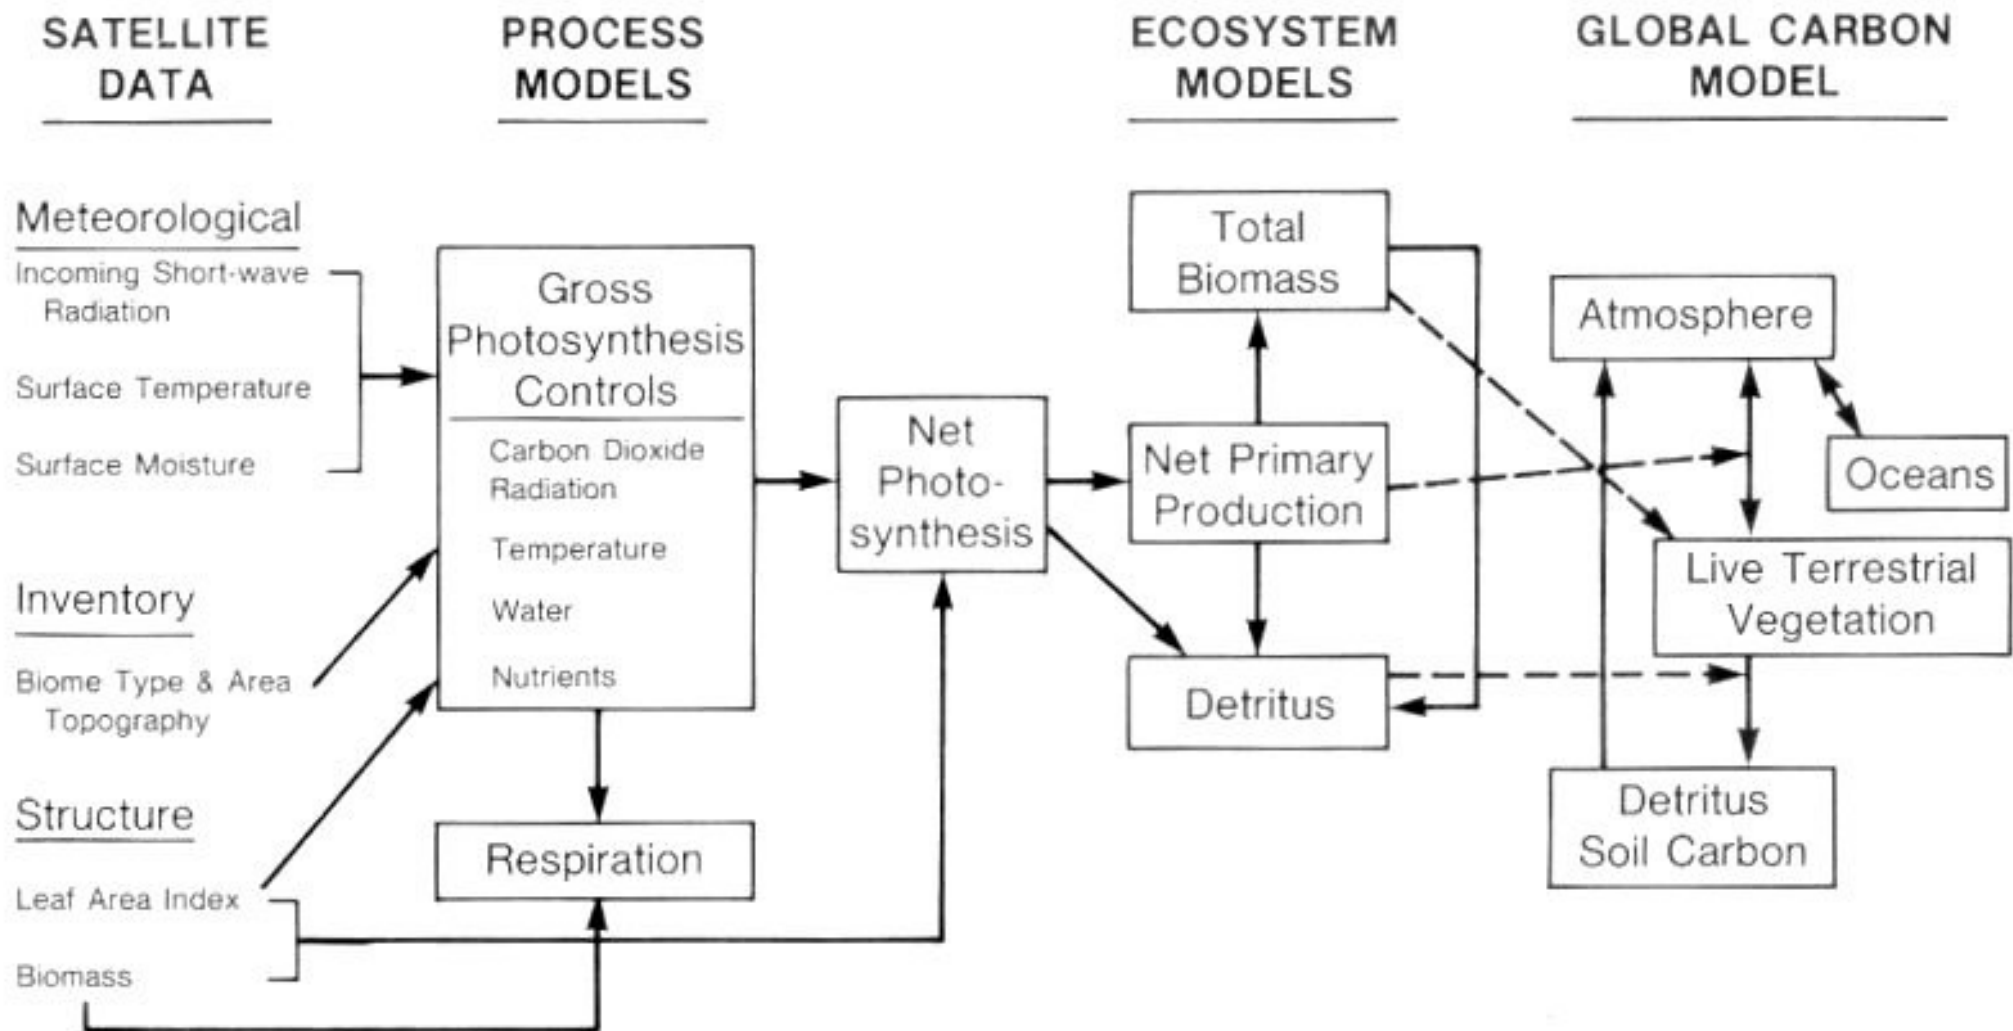 SATELLITE
DATA
PROCESS
MODELS
ECOSYSTEM
MODELS
GLOBAL CARBON
MODEL
Meteorological
Incoming Short-wave
Radiation
Surface Temperature
Surface Moisture
Inventory
Biome Type & Area
Topography
Structure
Leaf Area Index
Biomass
Gross
Photosynthesis
Controls
Carbon Dioxide
Radiation
Temperature
Water
Nutrients
Respiration
Net
Photo-
synthesis
Total
Biomass
Net Primary
Production
Detritus
Atmosphere
Oceans
Live Terrestrial
Vegetation
Detritus
Soil Carbon